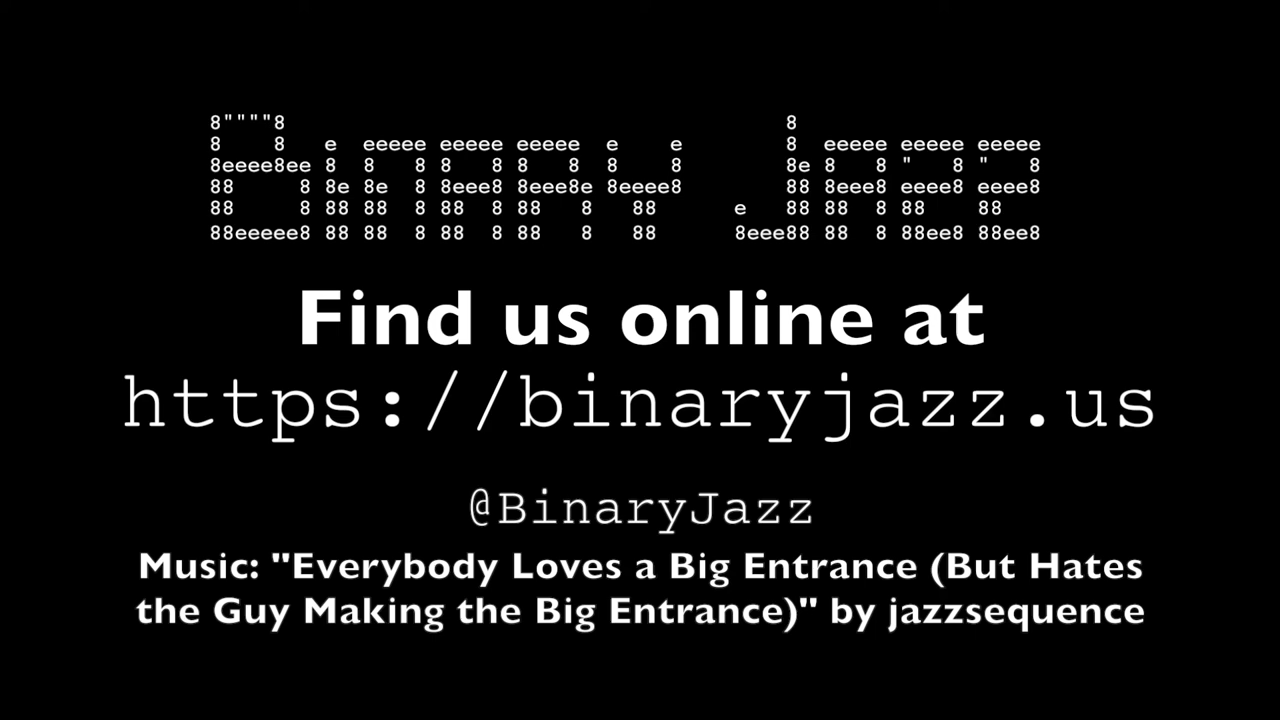 Binary Jazz
Find us online at
https://binaryjazz.us
@BinaryJazz
Music: "Everybody Loves a Big Entrance (But Hates
the Guy Making the Big Entrance)" by jazzsequence